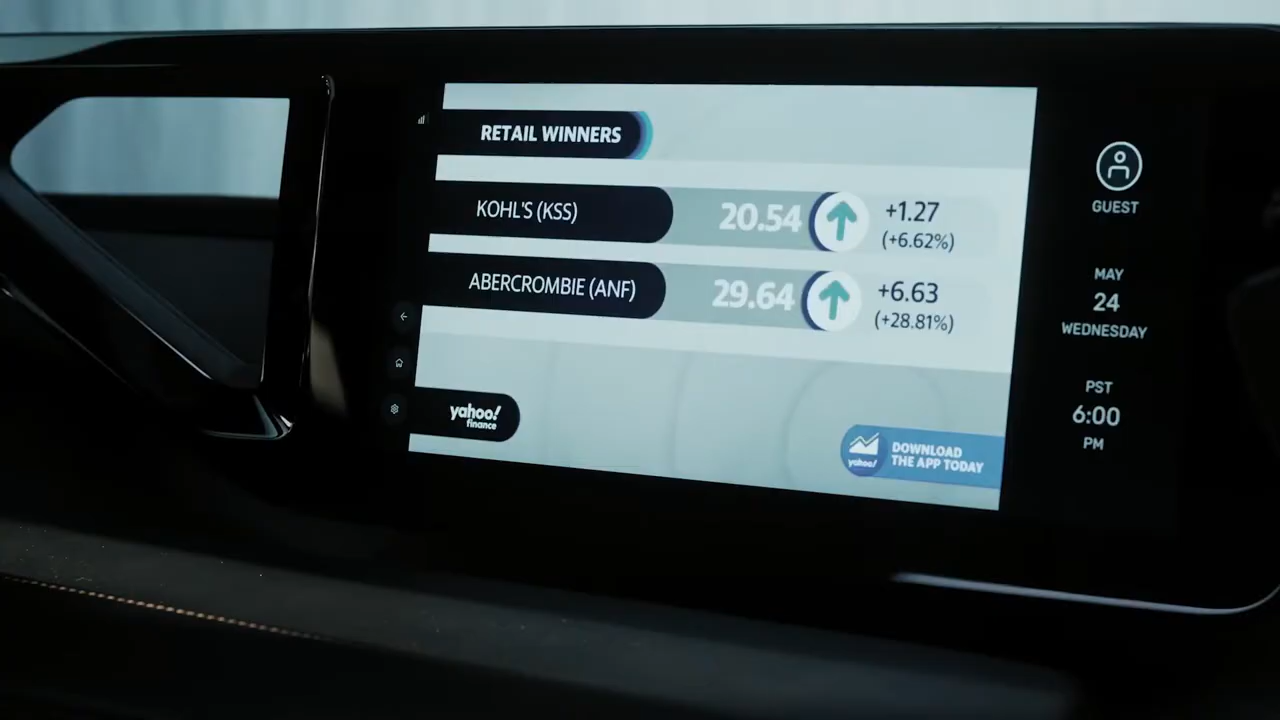 RETAIL WINNERS
KOHL'S (KSS) 20.54 +1.27
(+6.62%)
ABERCROMBIE (ANF) 29.64 +6.63
(+28.81%)
yahoo!
finance
yahoo!
DOWNLOAD
THE APP TODAY
GUEST
MAY
24
WEDNESDAY
PST
6:00
PM